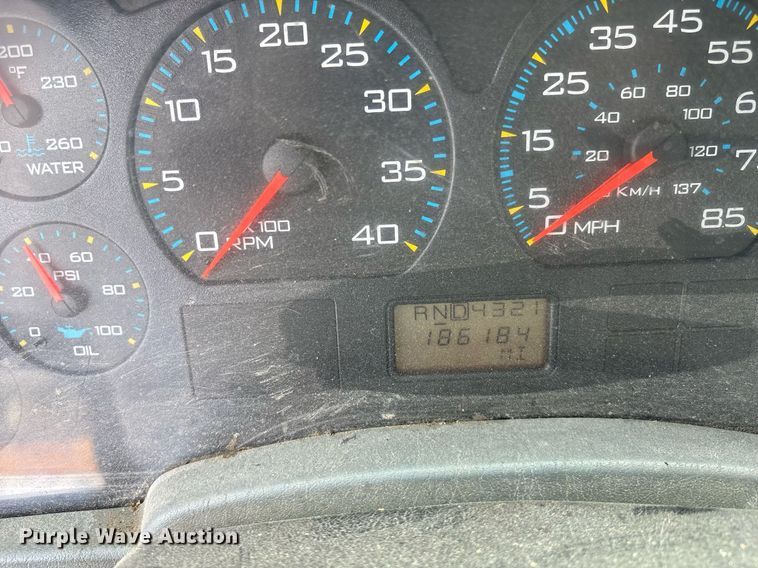 200
°F
230
260
WATER
0 5 10 15 20 25 30 35 40
X 100
RPM
0 5 15 25 35 45 55
20 40 60 80 100 120 137
KM/H
MPH
85
0 20 40 60 80 100
PSI
OIL
RND4321
186184
MI
Purple Wave Auction